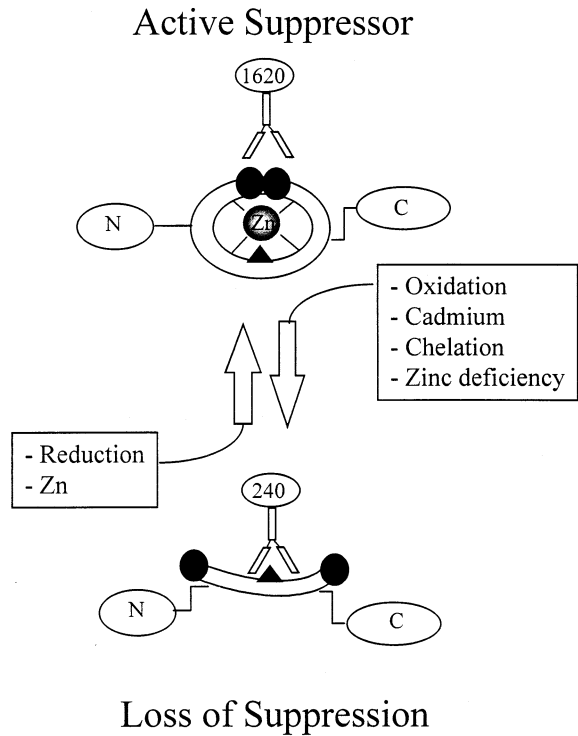 Active Suppressor
1620
N
Zn
C
- Oxidation
- Cadmium
- Chelation
- Zinc deficiency
- Reduction
- Zn
240
N
C
Loss of Suppression